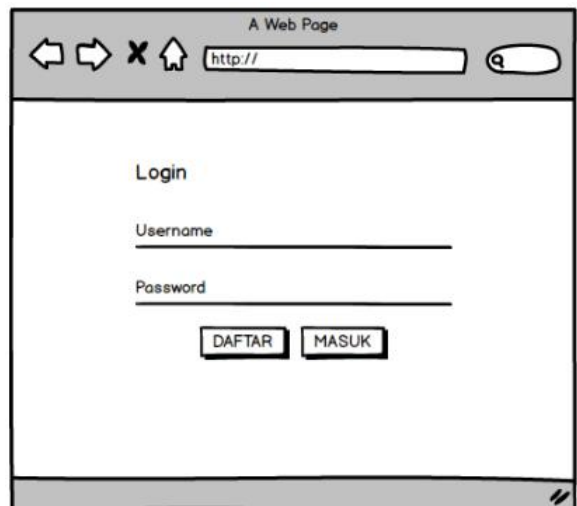 A Web Page
http://
Login
Username
Password
DAFTAR MASUK